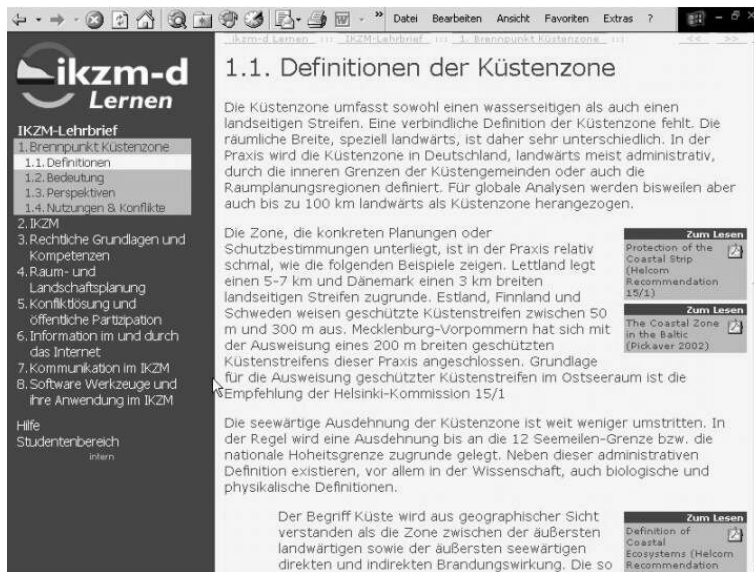 Datei Bearbeiten Ansicht Favoriten Extras ?
ikzm-d Lernen ::: IKZM-Lehrbrief ::: 1. Brennpunkt Küstenzone :::
<< >>
ikzm-d
Lernen
IKZM-Lehrbrief
1. Brennpunkt Küstenzone
1.1. Definitionen
1.2. Bedeutung
1.3. Perspektiven
1.4. Nutzungen & Konflikte
2. IKZM
3. Rechtliche Grundlagen und
Kompetenzen
4. Raum- und
Landschaftsplanung
5. Konfliktlösung und
öffentliche Partizipation
6. Information im und durch
das Internet
7. Kommunikation im IKZM
8. Software Werkzeuge und
ihre Anwendung im IKZM
Hilfe
Studentenbereich
intern
1.1. Definitionen der Küstenzone
Die Küstenzone umfasst sowohl einen wasserseitigen als auch einen
landseitigen Streifen. Eine verbindliche Definition der Küstenzone fehlt. Die
räumliche Breite, speziell landwärts, ist daher sehr unterschiedlich. In der
Praxis wird die Küstenzone in Deutschland, landwärts meist administrativ,
durch die inneren Grenzen der Küstengemeinden oder auch die
Raumplanungsregionen definiert. Für globale Analysen werden bisweilen aber
auch bis zu 100 km landwärts als Küstenzone herangezogen.
Die Zone, die konkreten Planungen oder
Schutzbestimmungen unterliegt, ist in der Praxis relativ
schmal, wie die folgenden Beispiele zeigen. Lettland legt
einen 5-7 km und Dänemark einen 3 km breiten
landseitigen Streifen zugrunde. Estland, Finnland und
Schweden weisen geschützte Küstenstreifen zwischen 50
m und 300 m aus. Mecklenburg-Vorpommern hat sich mit
der Ausweisung eines 200 m breiten geschützten
Küstenstreifens dieser Praxis angeschlossen. Grundlage
für die Ausweisung geschützter Küstenstreifen im Ostseeraum ist die
Empfehlung der Helsinki-Kommission 15/1
Zum Lesen
Protection of the
Coastal Strip
(Helcom
Recommendation
15/1)
Zum Lesen
The Coastal Zone
in the Baltic
(Pickaver 2002)
Die seewärtige Ausdehnung der Küstenzone ist weit weniger umstritten. In
der Regel wird eine Ausdehnung bis an die 12 Seemeilen-Grenze bzw. die
nationale Hoheitsgrenze zugrunde gelegt. Neben dieser administrativen
Definition existieren, vor allem in der Wissenschaft, auch biologische und
physikalische Definitionen.
Der Begriff Küste wird aus geographischer Sicht
verstanden als die Zone zwischen der äußersten
landwärtigen sowie der äußersten seewärtigen
direkten und indirekten Brandungswirkung. Die so
Zum Lesen
Definition of
Coastal
Ecosystems (Helcom
Recommendation